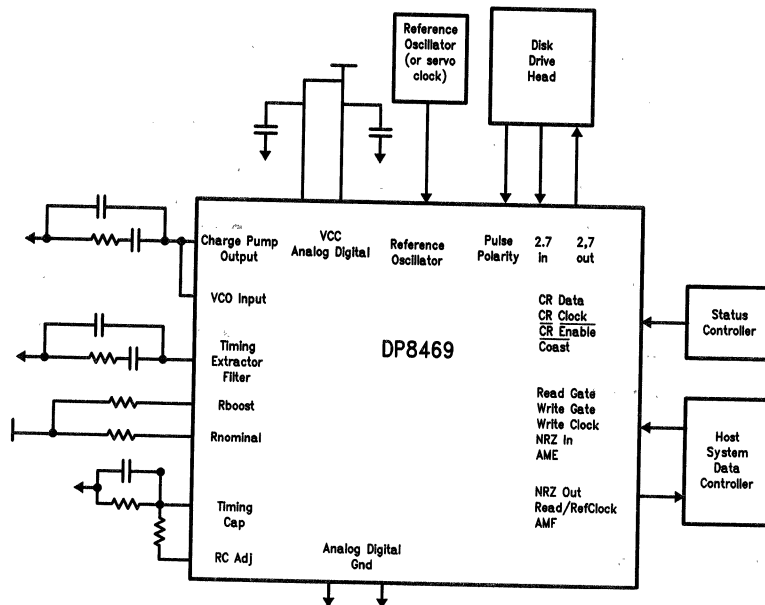 Reference
Oscillator
(or servo
clock)
Disk
Drive
Head
Charge Pump
Output
VCC
Analog Digital
Reference
Oscillator
Pulse
Polarity
2.7
in
2,7
out
VCO Input
CR Data
CR Clock
CR Enable
Coast
Status
Controller
Timing
Extractor
Filter
DP8469
Rboost
Rnominal
Read Gate
Write Gate
Write Clock
NRZ In
AME
Host
System
Data
Controller
NRZ Out
Read/RefClock
AMF
Timing
Cap
RC Adj
Analog Digital
Gnd